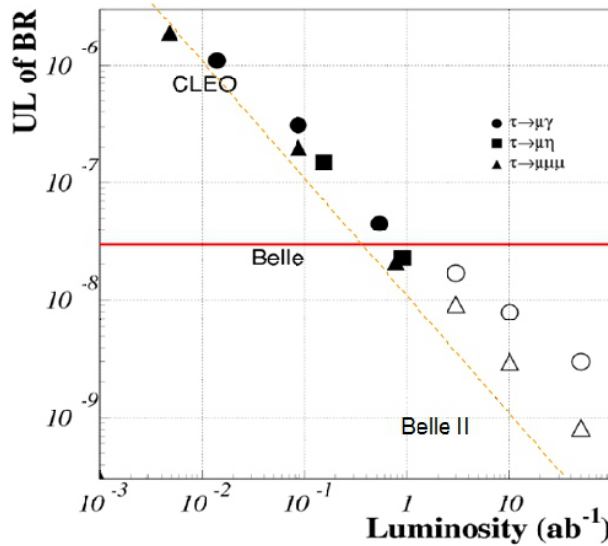 UL of BR
10⁻⁶
CLEO
τ→μγ
τ→μη
τ→μμμ
10⁻⁷
Belle
10⁻⁸
10⁻⁹
Belle II
10⁻³ 10⁻² 10⁻¹ 1 10
Luminosity (ab⁻¹)